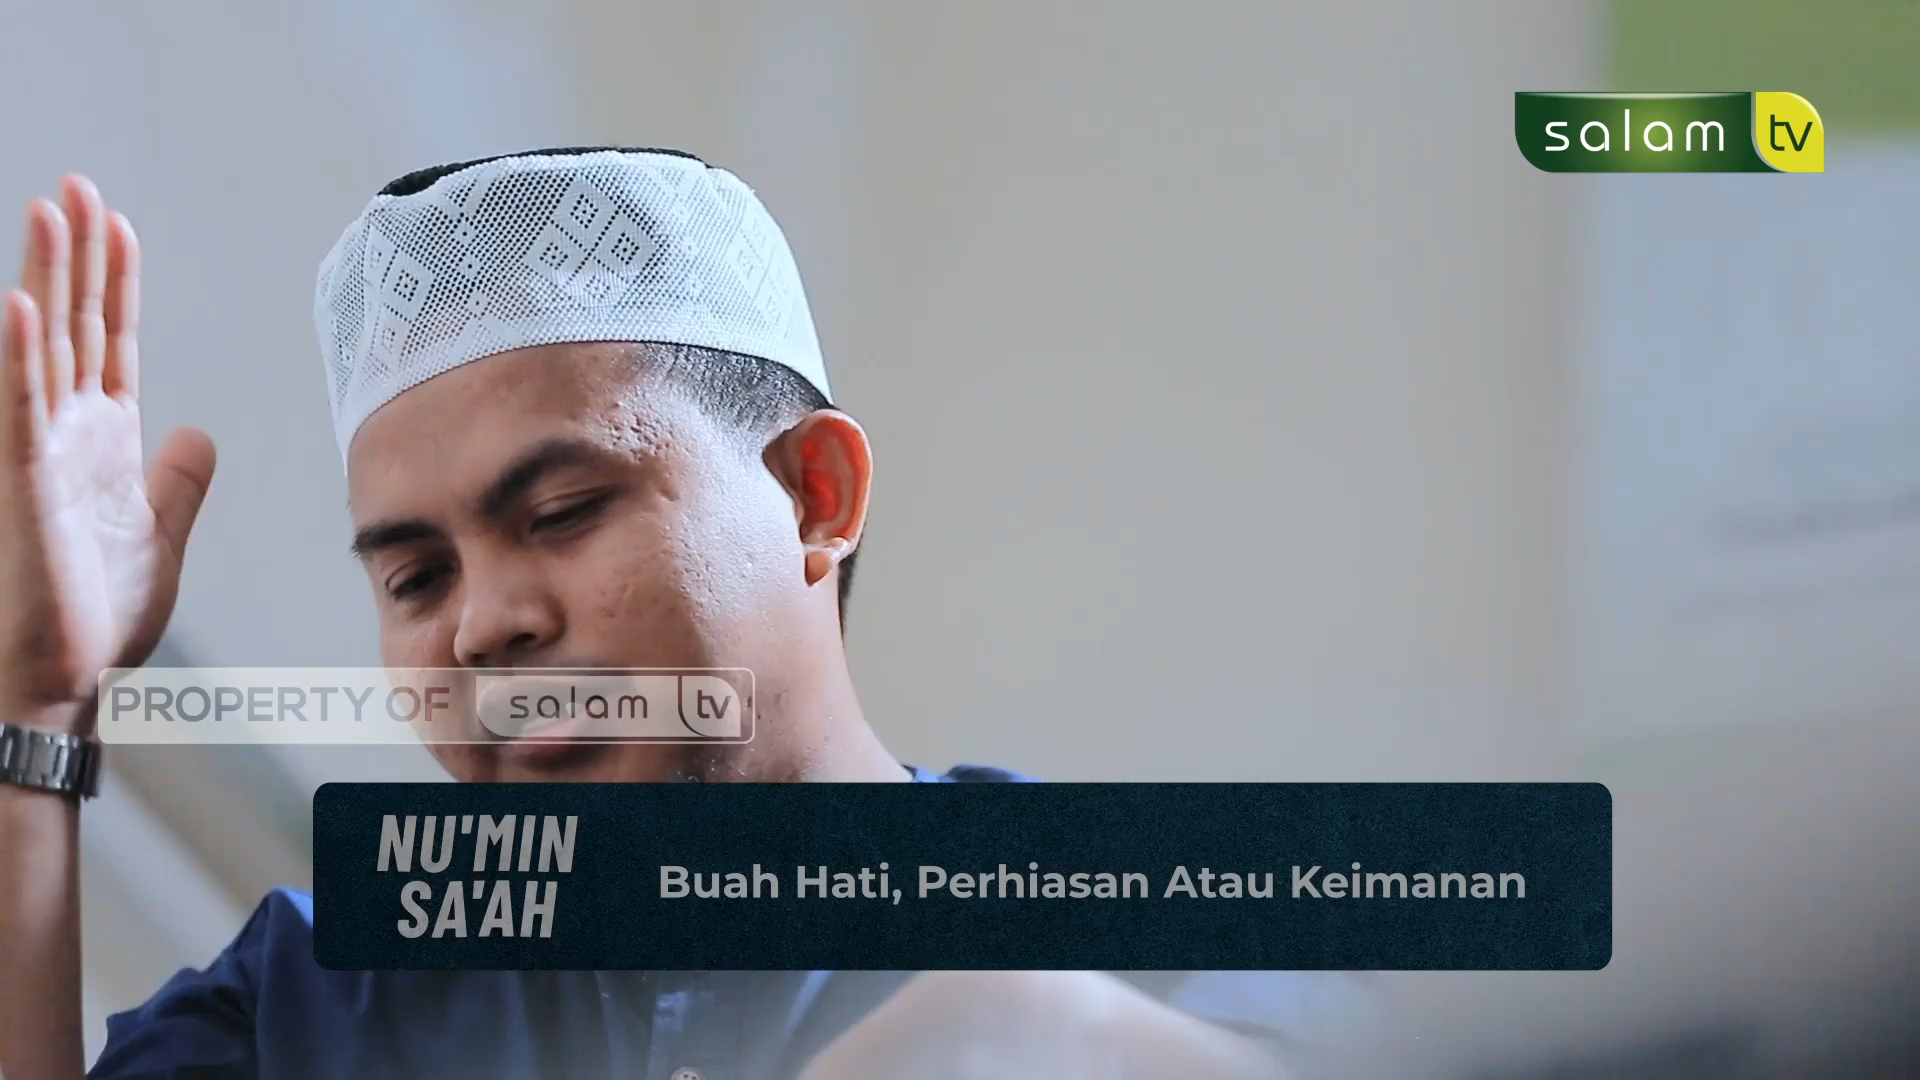 salam tv
PROPERTY OF salam tv
NU'MIN
SA'AH
Buah Hati, Perhiasan Atau Keimanan